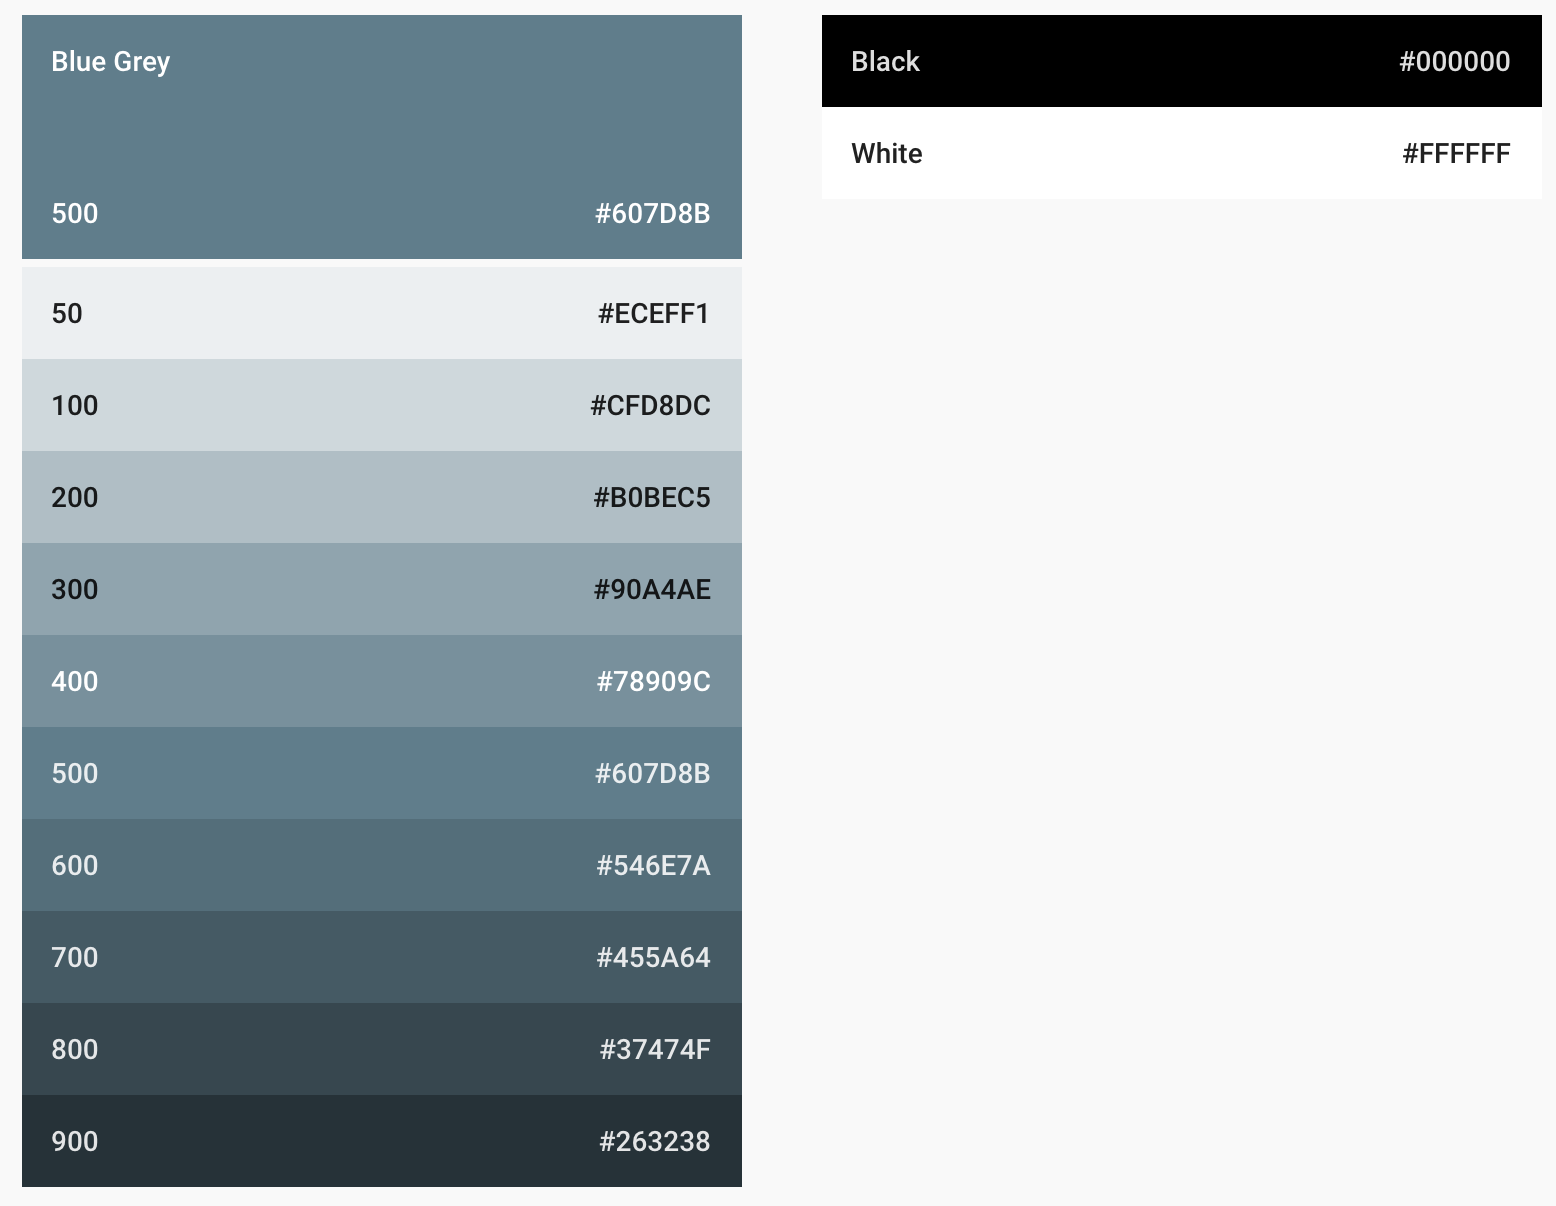 Blue Grey
500 #607D8B
50 #ECEFF1
100 #CFD8DC
200 #B0BEC5
300 #90A4AE
400 #78909C
500 #607D8B
600 #546E7A
700 #455A64
800 #37474F
900 #263238
Black #000000
White #FFFFFF